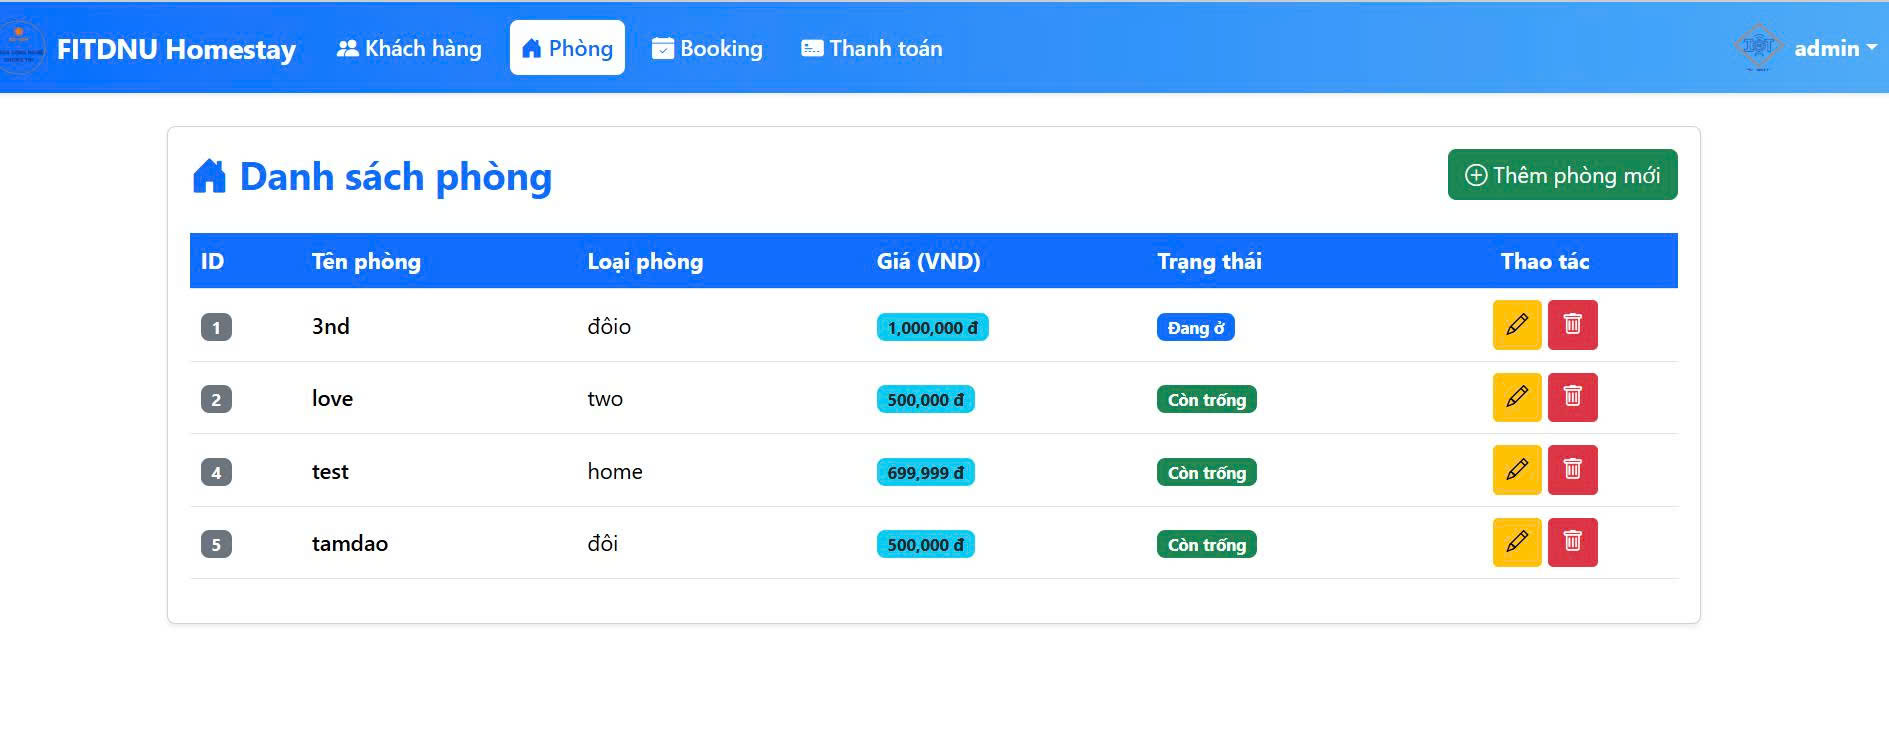 FITDNU Homestay Khách hàng Phòng Booking Thanh toán admin
Danh sách phòng
Thêm phòng mới
ID Tên phòng Loại phòng Giá (VND) Trạng thái Thao tác
1 3nd đôio 1,000,000 đ Đang ở
2 love two 500,000 đ Còn trống
4 test home 699,999 đ Còn trống
5 tamdao đôi 500,000 đ Còn trống